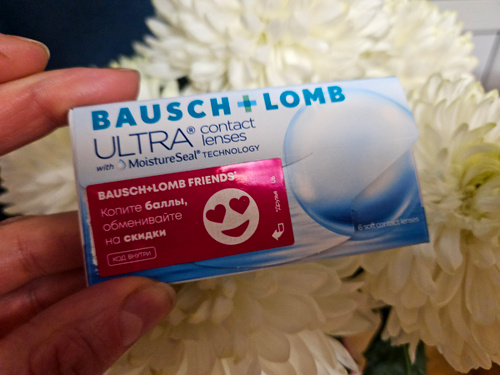 BAUSCH + LOMB
ULTRA® contact
lenses
with MoistureSeal® TECHNOLOGY
BAUSCH+LOMB FRIENDS*
Копите баллы,
обменивайте
на скидки
КОД ВНУТРИ
6 soft contact lenses